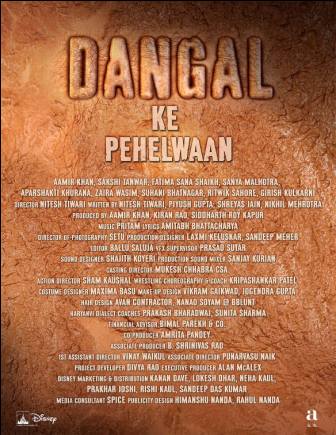 DANGAL
KE
PEHELWAAN
AAMIR KHAN, SAKSHI TANWAR, FATIMA SANA SHAIKH, SANYA MALHOTRA,
APARSHAKTI KHURANA, ZAIRA WASIM, SUHANI BHATNAGAR, RITWIK SAHORE, GIRISH KULKARNI
DIRECTOR NITESH TIWARI WRITTEN BY NITESH TIWARI, PIYUSH GUPTA, SHREYAS JAIN, NIKHIL MEHROTRA
PRODUCED BY AAMIR KHAN, KIRAN RAO, SIDDHARTH ROY KAPUR
MUSIC PRITAM LYRICS AMITABH BHATTACHARYA
DIRECTOR OF PHOTOGRAPHY SETU PRODUCTION DESIGNER LAXMI KELUSKAR, SANDEEP MEHER
EDITOR BALLU SALUJA VFX SUPERVISOR PRASAD SUTAR
SOUND DESIGNER SHAJITH KOYERI PRODUCTION SOUND MIXER SANJAY KURIAN
CASTING DIRECTOR MUKESH CHHABRA CSA
ACTION DIRECTOR SHAM KAUSHAL WRESTLING CHOREOGRAPHY & COACH KRIPASHANKAR PATEL
COSTUME DESIGNER MAXIMA BASU MAKE-UP DESIGN VIKRAM GAIKWAD, JOGENDRA GUPTA
HAIR DESIGN AVAN CONTRACTOR, NANAO SOYAM @ BBLUNT
HARYANVI DIALECT COACHES PRAKASH BHARADWAJ, SUNITA SHARMA
FINANCIAL ADVISOR BIMAL PAREKH & CO.
CO PRODUCER AMRITA PANDEY
ASSOCIATE PRODUCER B. SHRINIVAS RAO
1ST ASSISTANT DIRECTOR VINAY WAIKUL ASSOCIATE DIRECTOR PUNARVASU NAIK
PROJECT DEVELOPER DIVYA RAO EXECUTIVE PRODUCER ALAN McALEX
DISNEY MARKETING & DISTRIBUTION KANAN DAVE, LOKESH DHAR, NEHA KAUL,
PRAKHAR JOSHI, RISHI KAUL, SANDEEP DAS KUMAR
MEDIA CONSULTANT SPICE PUBLICITY DESIGN HIMANSHU NANDA, RAHUL NANDA
Disney
a